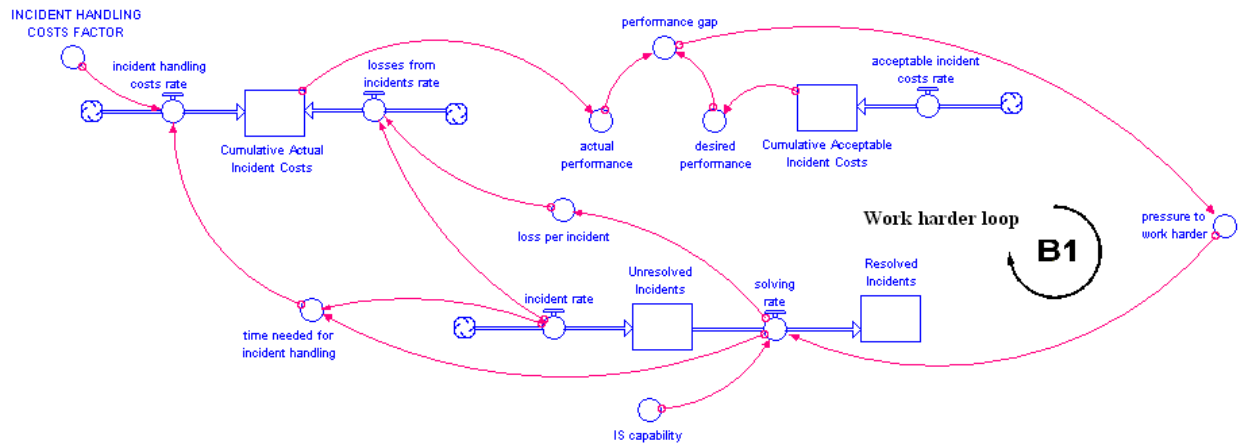 INCIDENT HANDLING
COSTS FACTOR
performance gap
incident handling
costs rate
losses from
incidents rate
acceptable incident
costs rate
Cumulative Actual
Incident Costs
actual
performance
desired
performance
Cumulative Acceptable
Incident Costs
loss per incident
Work harder loop
B1
pressure to
work harder
Unresolved
Incidents
solving
rate
Resolved
Incidents
incident rate
time needed for
incident handling
IS capability